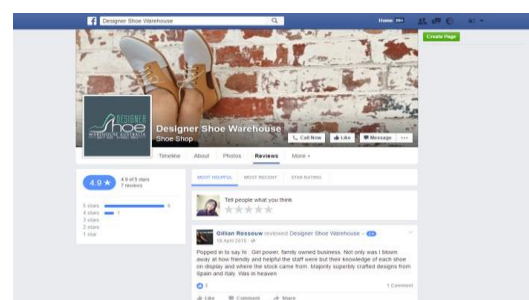 Designer Shoe Warehouse
Home 20+
Create Page
DESIGNER
Shoe
WAREHOUSE AUSTRALIA
Designer Shoe Warehouse
Shoe Shop
Call Now
Like
Message
Timeline
About
Photos
Reviews
More
4.9 ★
4.9 of 5 stars
7 reviews
5 stars 6
4 stars 1
3 stars
2 stars
1 star
MOST HELPFUL
MOST RECENT
STAR RATING
Tell people what you think
Gillian Rossouw reviewed Designer Shoe Warehouse –
April 2015
Popped in to say hi . Girl power, family owned business. Not only was I blown
away at how friendly and helpful the staff were but their knowledge of each shoe
on display and where the stock came from. Majority superbly crafted designs from
Spain and Italy. Was in heaven
1 Comment
Like
Comment
Share